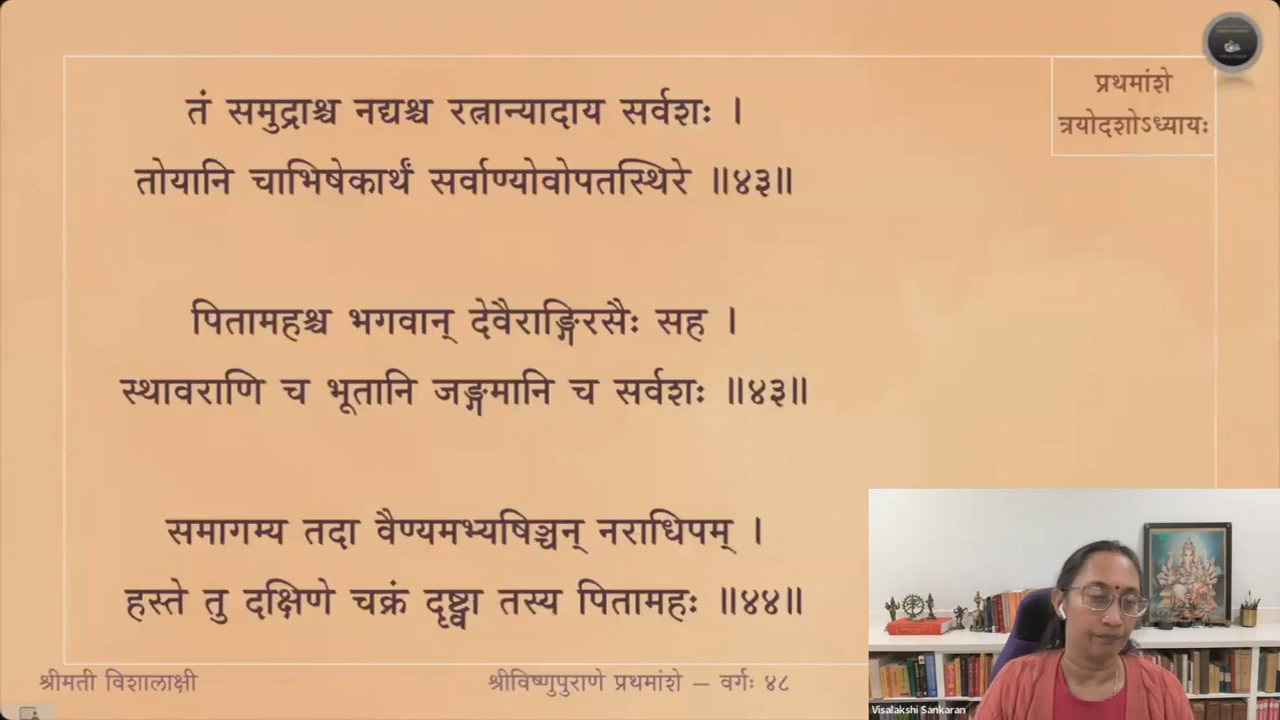 प्रथमांशे
त्रयोदशोऽध्यायः
तं समुद्राश्च नद्यश्च रत्नान्यादाय सर्वशः ।
तोयानि चाभिषेकार्थं सर्वाण्योवोपतस्थिरे ॥४३॥
पितामहश्च भगवान् देवैराङ्गिरसैः सह ।
स्थावराणि च भूतानि जङ्गमानि च सर्वशः ॥४३॥
समागम्य तदा वैण्यमभ्यषिञ्चन् नराधिपम् ।
हस्ते तु दक्षिणे चक्रं दृष्ट्वा तस्य पितामहः ॥४४॥
श्रीमती विशालाक्षी
श्रीविष्णुपुराणे प्रथमांशे – वर्गः ४८
Visalakshi Sankaran